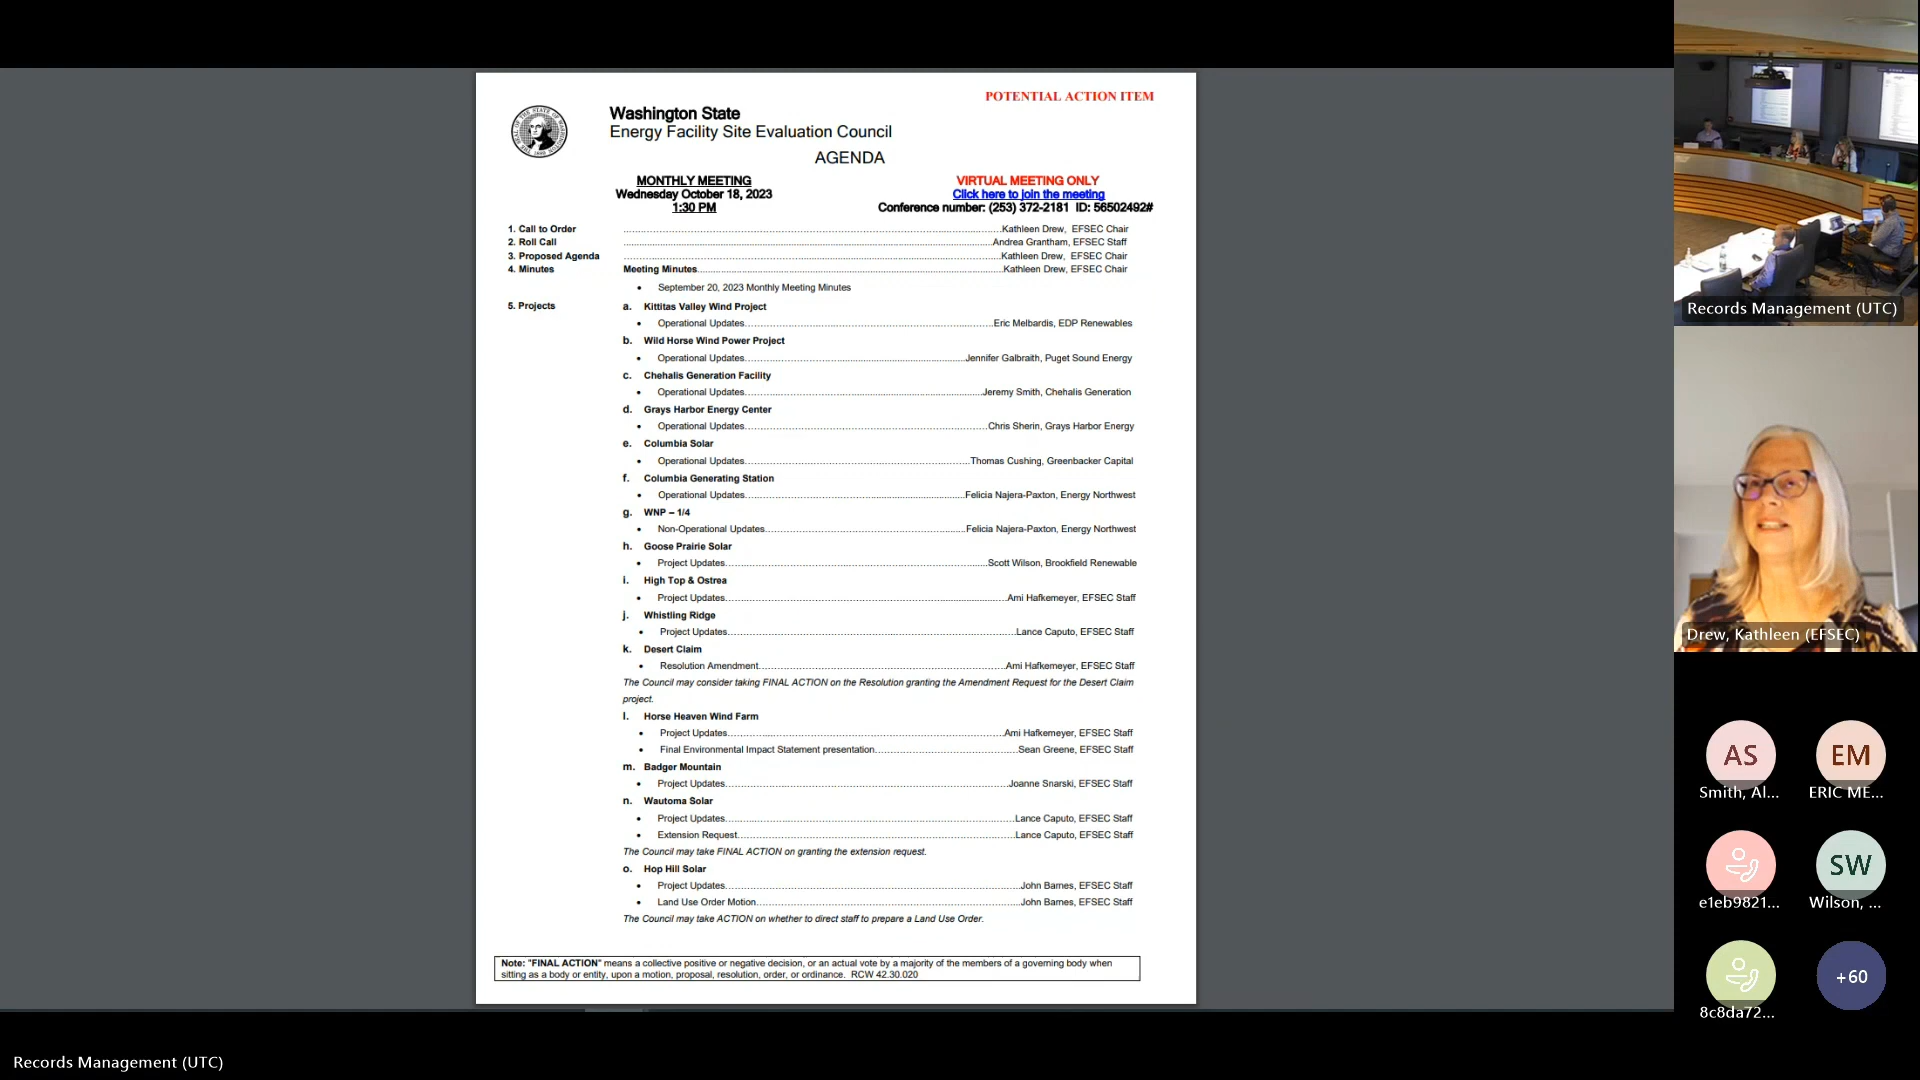 POTENTIAL ACTION ITEM
Washington State
Energy Facility Site Evaluation Council
AGENDA
MONTHLY MEETING
Wednesday October 18, 2023
1:30 PM
VIRTUAL MEETING ONLY
Click here to join the meeting
Conference number: (253) 372-2181 ID: 56502492#
1. Call to Order ........ Kathleen Drew, EFSEC Chair
2. Roll Call ........ Andrea Grantham, EFSEC Staff
3. Proposed Agenda ........ Kathleen Drew, EFSEC Chair
4. Minutes Meeting Minutes ........ Kathleen Drew, EFSEC Chair
• September 20, 2023 Monthly Meeting Minutes
5. Projects a. Kittitas Valley Wind Project
• Operational Updates ........ Eric Melbardis, EDP Renewables
b. Wild Horse Wind Power Project
• Operational Updates ........ Jennifer Galbraith, Puget Sound Energy
c. Chehalis Generation Facility
• Operational Updates ........ Jeremy Smith, Chehalis Generation
d. Grays Harbor Energy Center
• Operational Updates ........ Chris Sherin, Grays Harbor Energy
e. Columbia Solar
• Operational Updates ........ Thomas Cushing, Greenbacker Capital
f. Columbia Generating Station
• Operational Updates ........ Felicia Najera-Paxton, Energy Northwest
g. WNP – 1/4
• Non-Operational Updates ........ Felicia Najera-Paxton, Energy Northwest
h. Goose Prairie Solar
• Project Updates ........ Scott Wilson, Brookfield Renewable
i. High Top & Ostrea
• Project Updates ........ Ami Hafkemeyer, EFSEC Staff
j. Whistling Ridge
• Project Updates ........ Lance Caputo, EFSEC Staff
k. Desert Claim
• Resolution Amendment ........ Ami Hafkemeyer, EFSEC Staff
The Council may consider taking FINAL ACTION on the Resolution granting the Amendment Request for the Desert Claim
project.
l. Horse Heaven Wind Farm
• Project Updates ........ Ami Hafkemeyer, EFSEC Staff
• Final Environmental Impact Statement presentation ........ Sean Greene, EFSEC Staff
m. Badger Mountain
• Project Updates ........ Joanne Snarski, EFSEC Staff
n. Wautoma Solar
• Project Updates ........ Lance Caputo, EFSEC Staff
• Extension Request ........ Lance Caputo, EFSEC Staff
The Council may take FINAL ACTION on granting the extension request.
o. Hop Hill Solar
• Project Updates ........ John Barnes, EFSEC Staff
• Land Use Order Motion ........ John Barnes, EFSEC Staff
The Council may take ACTION on whether to direct staff to prepare a Land Use Order.
Note: "FINAL ACTION" means a collective positive or negative decision, or an actual vote by a majority of the members of a governing body when
sitting as a body or entity, upon a motion, proposal, resolution, order, or ordinance. RCW 42.30.020
Records Management (UTC)
Drew, Kathleen (EFSEC)
AS
Smith, Al...
EM
ERIC ME...
e1eb9821...
SW
Wilson, ...
8c8da72...
+60
Records Management (UTC)